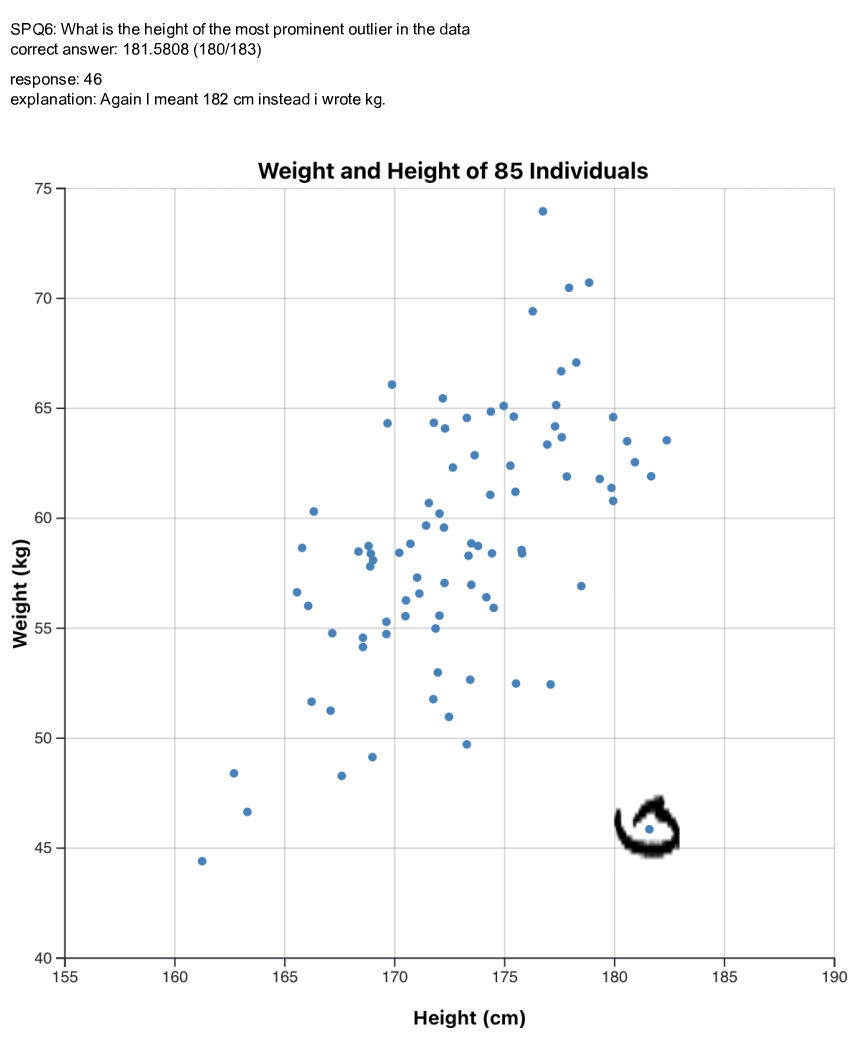 SPQ6: What is the height of the most prominent outlier in the data
correct answer: 181.5808 (180/183)
response: 46
explanation: Again I meant 182 cm instead i wrote kg.
Weight and Height of 85 Individuals
75
70
65
60
55
50
45
40
Weight (kg)
155 160 165 170 175 180 185 190
Height (cm)